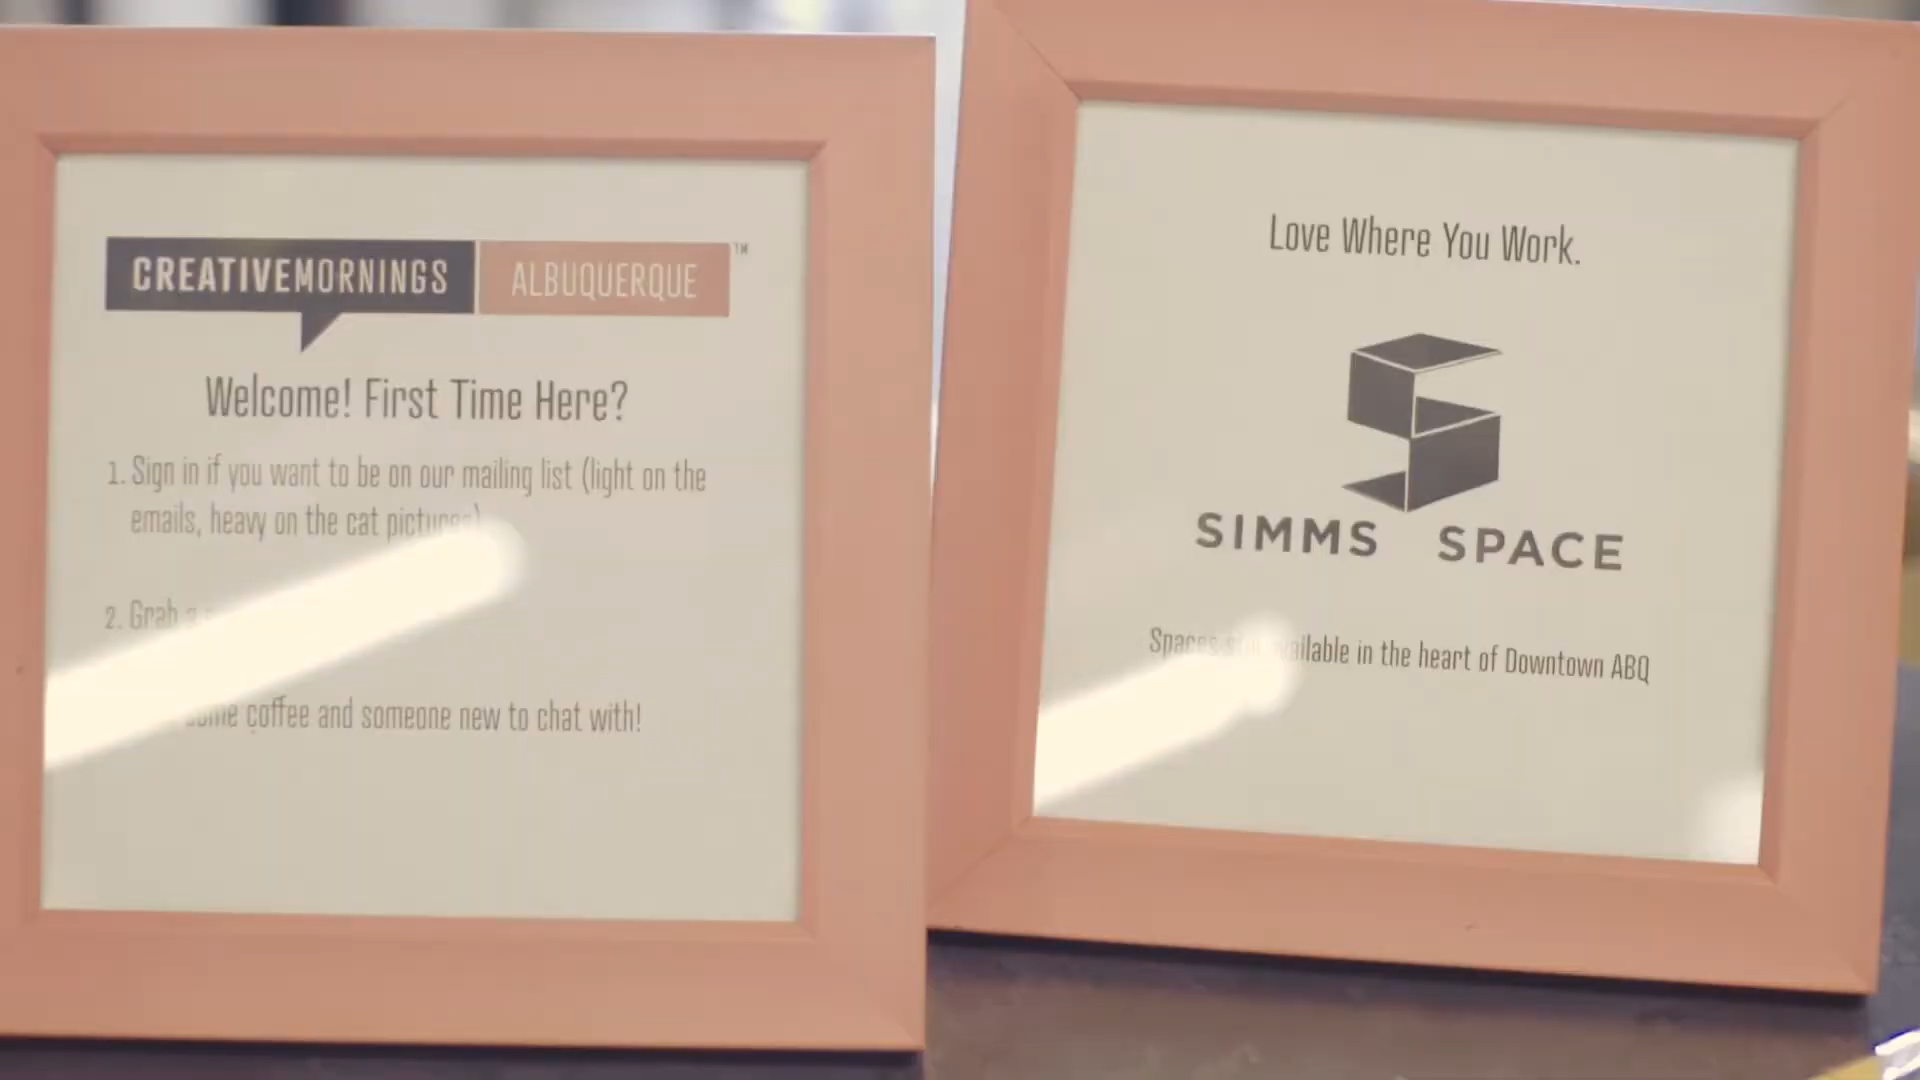 CREATIVEMORNINGS ALBUQUERQUE ™
Welcome! First Time Here?
1. Sign in if you want to be on our mailing list (light on the
emails, heavy on the cat pictures)
2. Grab
coffee and someone new to chat with!
Love Where You Work.
SIMMS SPACE
Spaces in the heart of Downtown ABQ